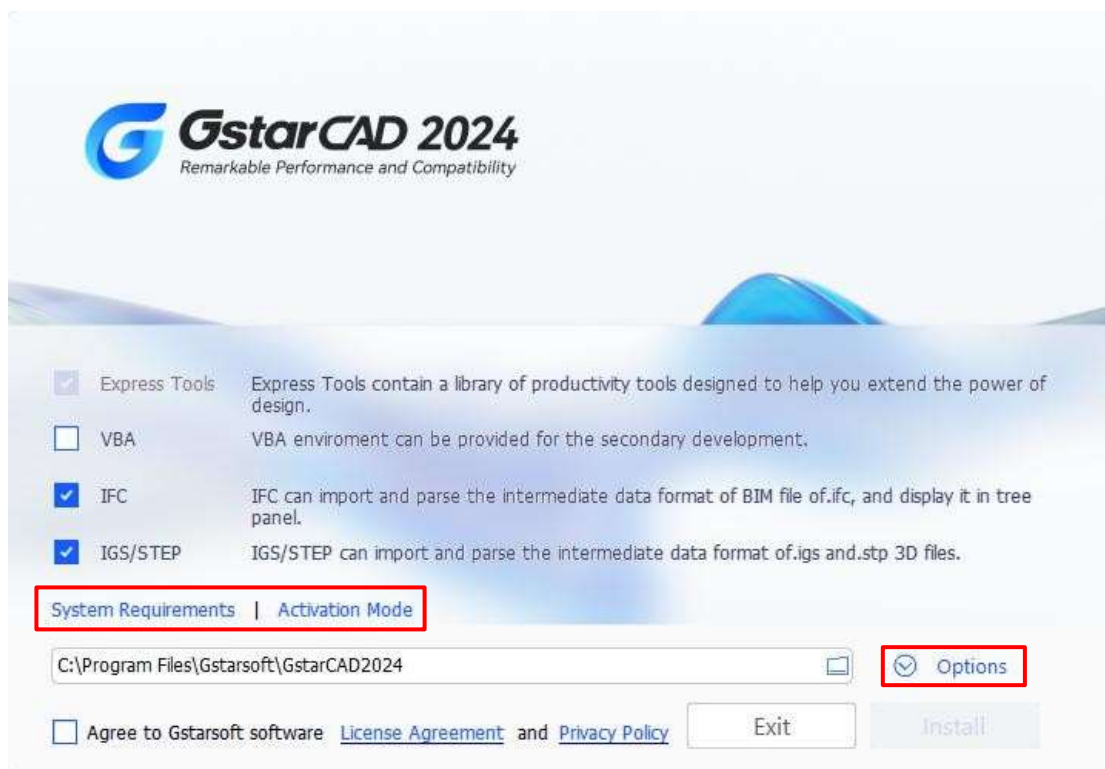 GstarCAD 2024
Remarkable Performance and Compatibility
Express Tools Express Tools contain a library of productivity tools designed to help you extend the power of
design.
VBA VBA enviroment can be provided for the secondary development.
IFC IFC can import and parse the intermediate data format of BIM file of.ifc, and display it in tree
panel.
IGS/STEP IGS/STEP can import and parse the intermediate data format of.igs and.stp 3D files.
System Requirements | Activation Mode
C:\Program Files\Gstarsoft\GstarCAD2024 Options
Agree to Gstarsoft software License Agreement and Privacy Policy Exit Install